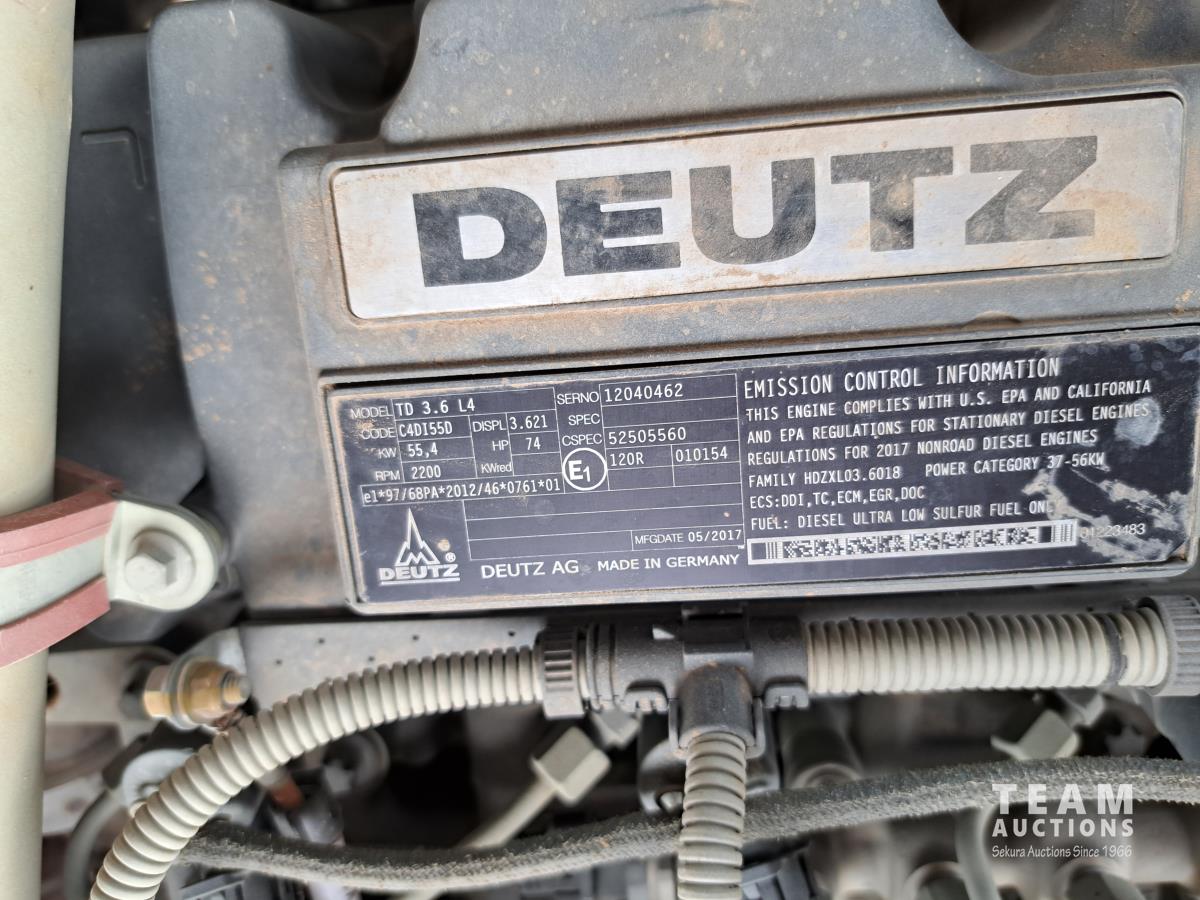 DEUTZ
MODEL TD 3.6 L4
CODE C4DI55D DISPL 3.621
KW 55,4 HP 74
RPM 2200 KWred
SERNO 12040462
SPEC
CSPEC 52505560
E1 120R 010154
e1*97/68PA*2012/46*0761*01
MFGDATE 05/2017
DEUTZ®
DEUTZ AG MADE IN GERMANY
EMISSION CONTROL INFORMATION
THIS ENGINE COMPLIES WITH U.S. EPA AND CALIFORNIA
AND EPA REGULATIONS FOR STATIONARY DIESEL ENGINES
REGULATIONS FOR 2017 NONROAD DIESEL ENGINES
FAMILY HDZXL03.6018 POWER CATEGORY 37-56KW
ECS:DDI,TC,ECM,EGR,DOC
FUEL: DIESEL ULTRA LOW SULFUR FUEL ONLY
TM
91223483
TEAM
AUCTIONS
Sekura Auctions Since 1966